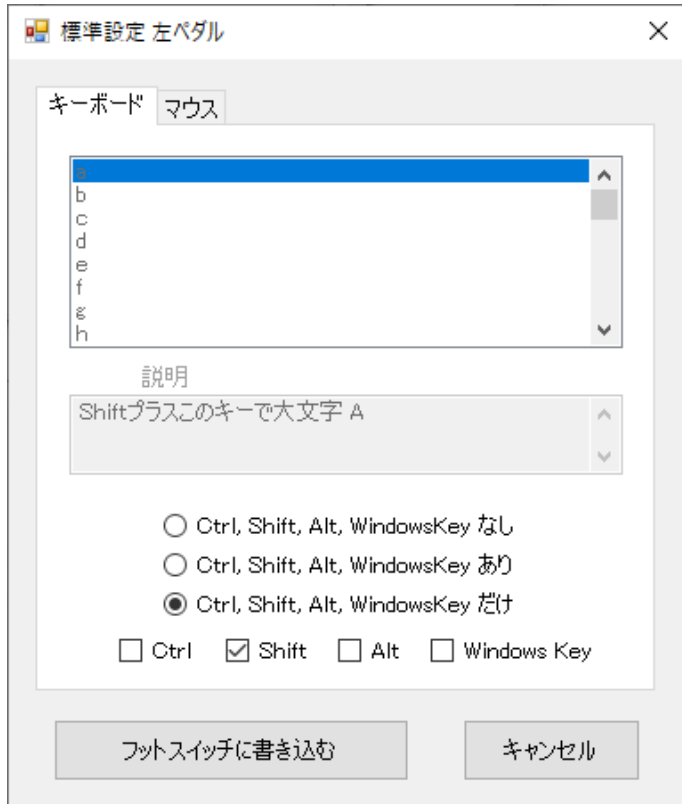 標準設定 左ペダル
キーボード マウス
a
b
c
d
e
f
g
h
説明
Shiftプラスこのキーで大文字 A
Ctrl, Shift, Alt, WindowsKey なし
Ctrl, Shift, Alt, WindowsKey あり
Ctrl, Shift, Alt, WindowsKey だけ
Ctrl Shift Alt Windows Key
フットスイッチに書き込む キャンセル